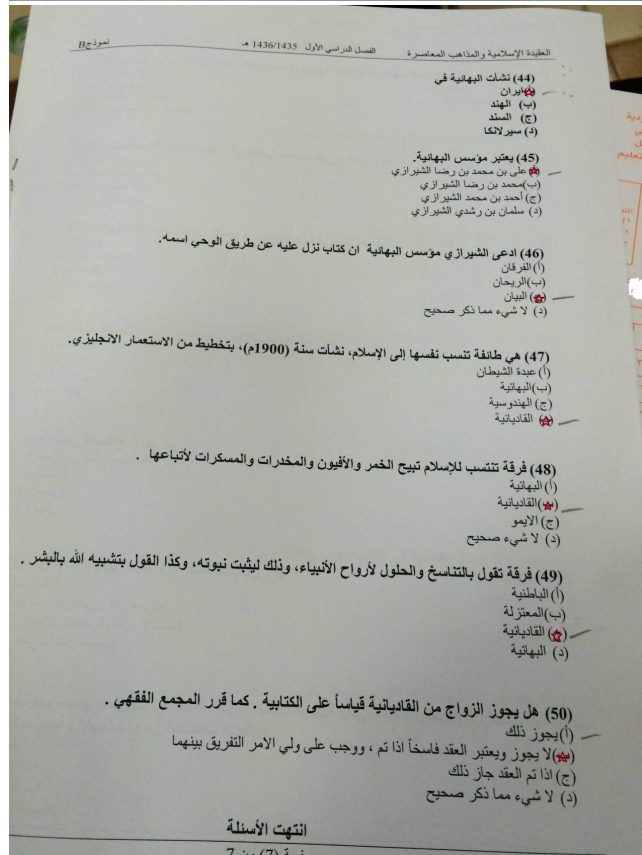 العقيدة الإسلامية والمذاهب المعاصرة الفصل الدراسي الأول 1436/1435 هـ نموذجB
(44) نشأت البهائية في
إيران
(ب) الهند
(ج) السند
(د) سيرلانكا
(45) يعتبر مؤسس البهائية.
على بن محمد بن رضا الشيرازي
(ب)محمد بن رضا الشيرازي
(ج) أحمد بن محمد الشيرازي
(د) سلمان بن رشدي الشيرازي
(46) ادعى الشيرازي مؤسس البهائية ان كتاب نزل عليه عن طريق الوحي اسمه.
(أ) الفرقان
(ب)الريحان
البيان
(د) لا شيء مما ذكر صحيح
(47) هي طائفة تنسب نفسها إلى الإسلام، نشأت سنة (1900م)، بتخطيط من الاستعمار الانجليزي.
(أ) عبدة الشيطان
(ب)البهائية
(ج) الهندوسية
القاديانية
(48) فرقة تنتسب للإسلام تبيح الخمر والأفيون والمخدرات والمسكرات لأتباعها .
(أ) البهائية
القاديانية
(ج) الايمو
(د) لا شيء صحيح
(49) فرقة تقول بالتناسخ والحلول لأرواح الأنبياء، وذلك ليثبت نبوته، وكذا القول بتشبيه الله بالبشر .
(أ) الباطنية
(ب)المعتزلة
القاديانية
(د) البهائية
(50) هل يجوز الزواج من القاديانية قياساً على الكتابية . كما قرر المجمع الفقهي .
(أ)يجوز ذلك
لا يجوز ويعتبر العقد فاسخاً اذا تم ، ووجب على ولي الامر التفريق بينهما
(ج) اذا تم العقد جاز ذلك
(د) لا شيء مما ذكر صحيح
انتهت الأسئلة
(7) من 7